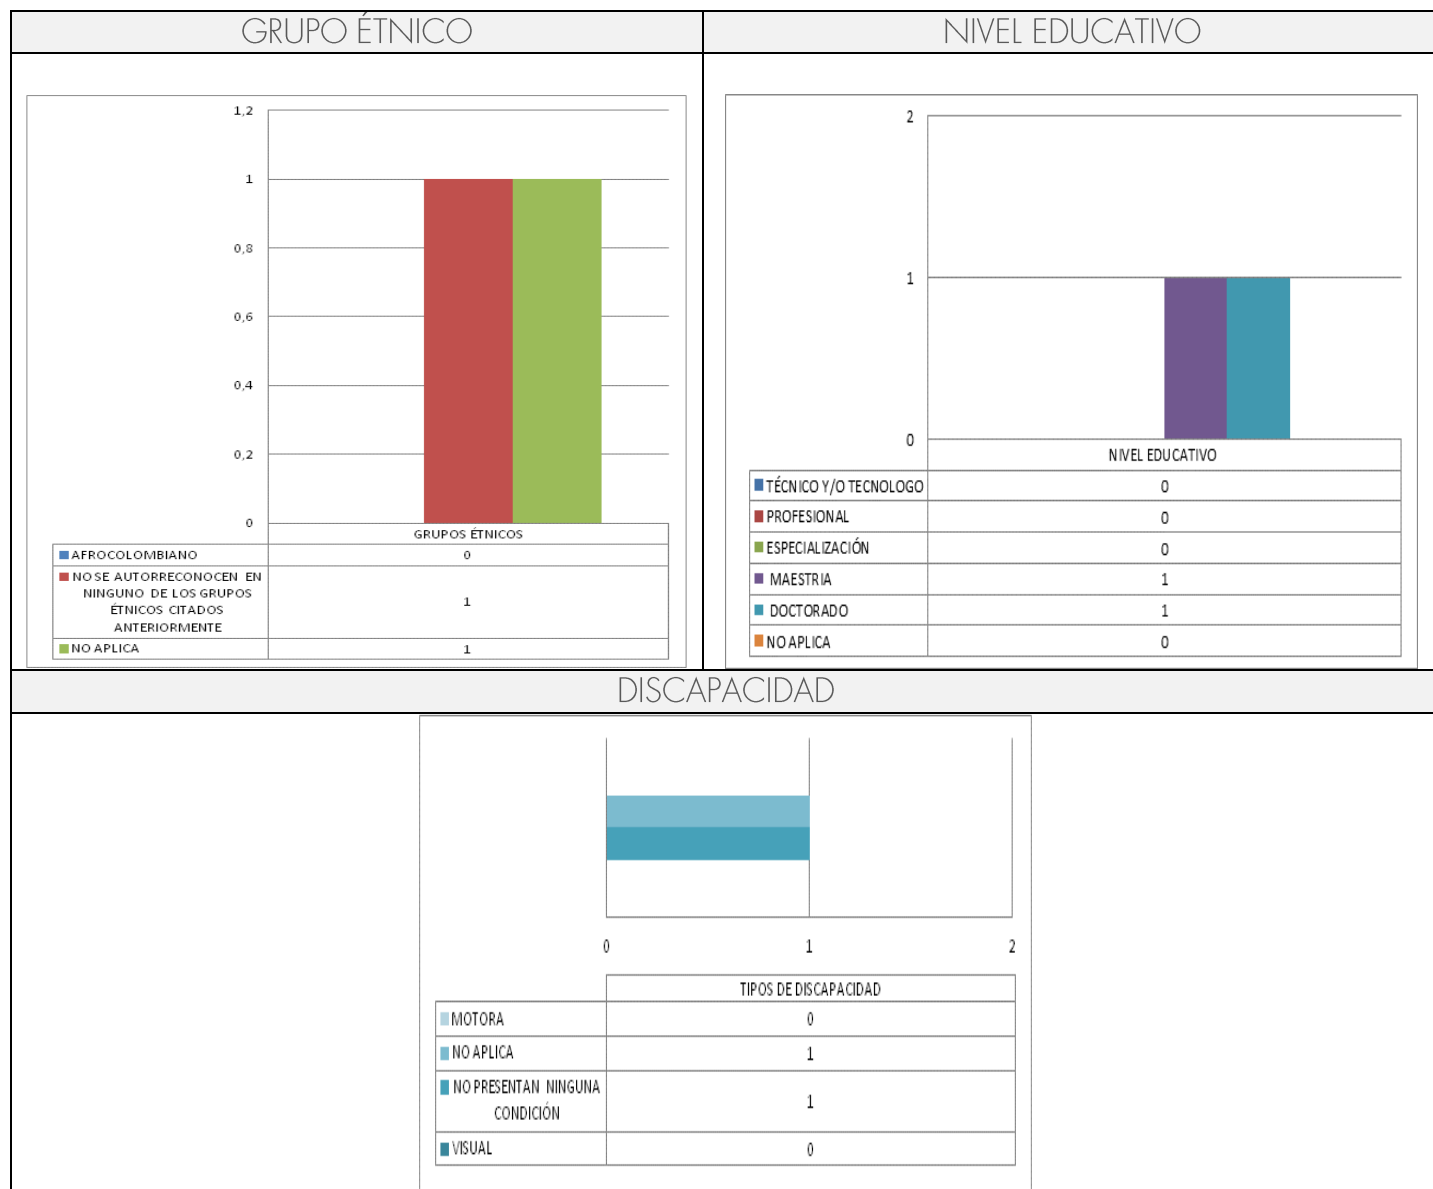 GRUPO ÉTNICO
NIVEL EDUCATIVO
1,2
1
0,8
0,6
0,4
0,2
0
GRUPOS ÉTNICOS
AFROCOLOMBIANO 0
NO SE AUTORRECONOCEN EN
NINGUNO DE LOS GRUPOS
ÉTNICOS CITADOS
ANTERIORMENTE
1
NO APLICA 1
2
1
0
NIVEL EDUCATIVO
TÉCNICO Y/O TECNOLOGO 0
PROFESIONAL 0
ESPECIALIZACIÓN 0
MAESTRIA 1
DOCTORADO 1
NO APLICA 0
DISCAPACIDAD
0 1 2
TIPOS DE DISCAPACIDAD
MOTORA 0
NO APLICA 1
NO PRESENTAN NINGUNA
CONDICIÓN
1
VISUAL 0